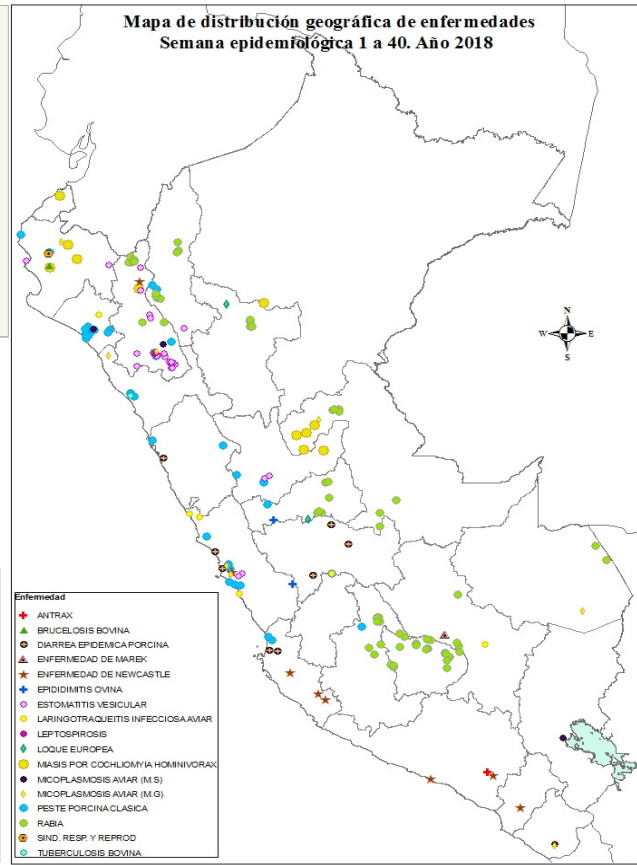 Mapa de distribución geográfica de enfermedades
Semana epidemiológica 1 a 40. Año 2018
N
W E
S
Enfermedad
ANTRAX
BRUCELOSIS BOVINA
DIARREA EPIDEMICA PORCINA
ENFERMEDAD DE MAREK
ENFERMEDAD DE NEWCASTLE
EPIDIDIMITIS OVINA
ESTOMATITIS VESICULAR
LARINGOTRAQUEITIS INFECCIOSA AVIAR
LEPTOSPIROSIS
LOQUE EUROPEA
MIASIS POR COCHLIOMYIA HOMINIVORAX
MICOPLASMOSIS AVIAR (M.S)
MICOPLASMOSIS AVIAR (M.G)
PESTE PORCINA CLASICA
RABIA
SIND. RESP. Y REPROD
TUBERCULOSIS BOVINA